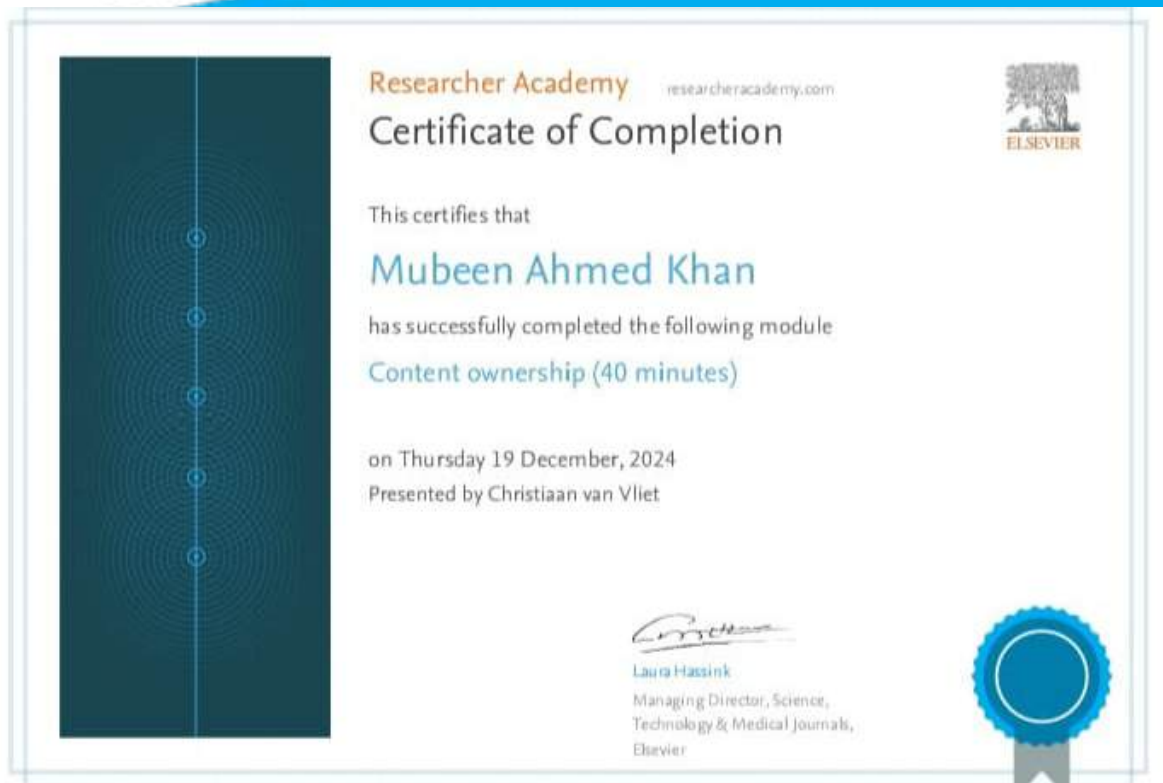 Researcher Academy researcheracademy.com
Certificate of Completion
ELSEVIER
This certifies that
Mubeen Ahmed Khan
has successfully completed the following module
Content ownership (40 minutes)
on Thursday 19 December, 2024
Presented by Christiaan van Vliet
Laura Hassink
Managing Director, Science,
Technology & Medical Journals,
Elsevier